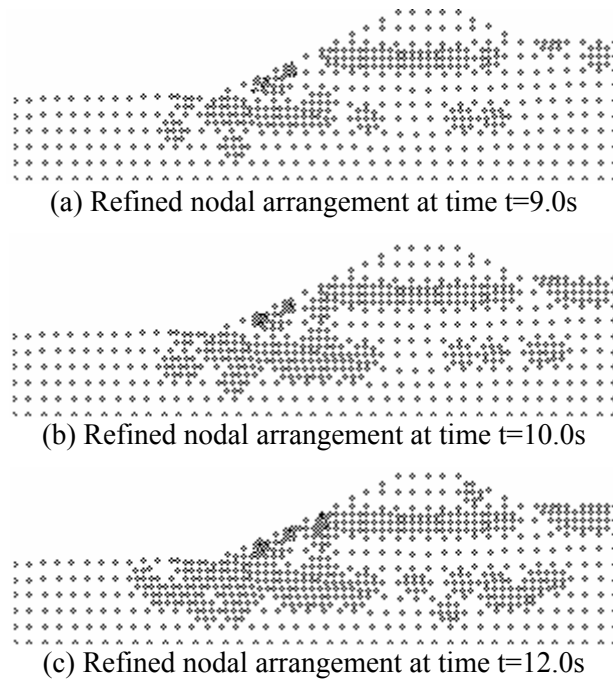 (a) Refined nodal arrangement at time t=9.0s
(b) Refined nodal arrangement at time t=10.0s
(c) Refined nodal arrangement at time t=12.0s